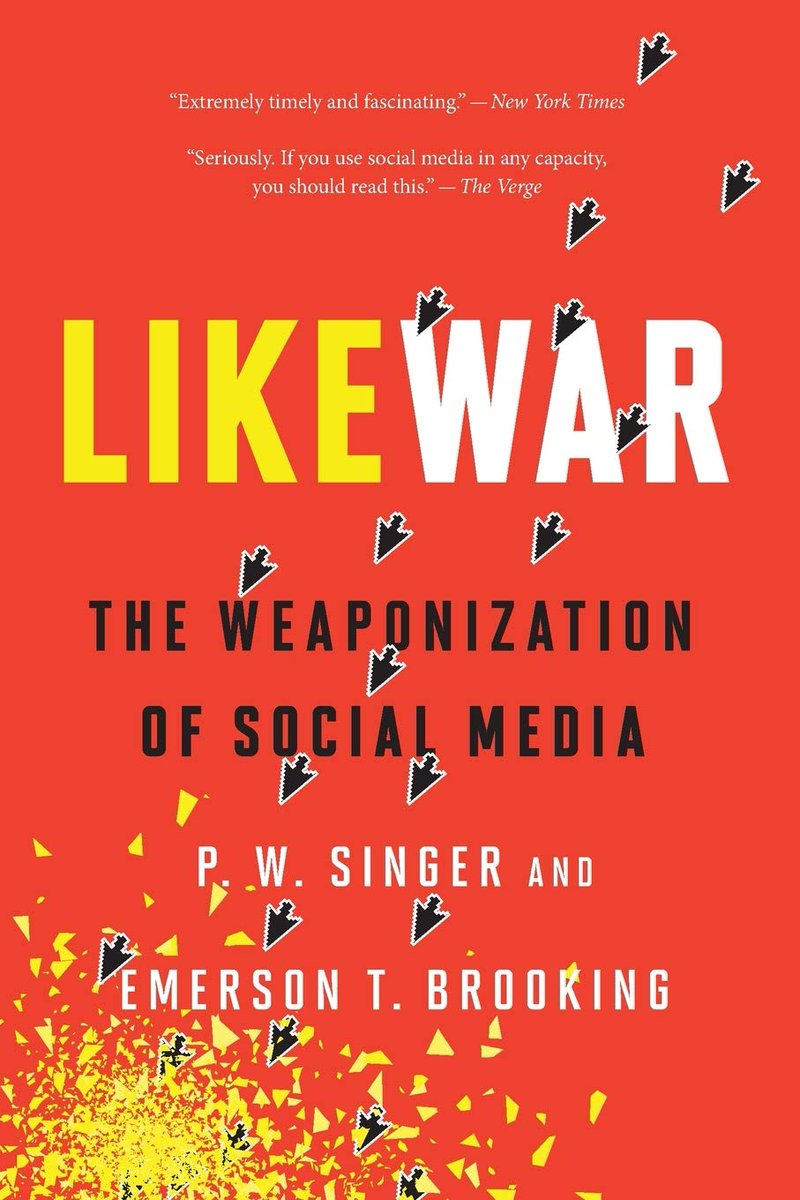 “Extremely timely and fascinating.” — New York Times
“Seriously. If you use social media in any capacity,
you should read this.” — The Verge
LIKEWAR
THE WEAPONIZATION
OF SOCIAL MEDIA
P. W. SINGER AND
EMERSON T. BROOKING